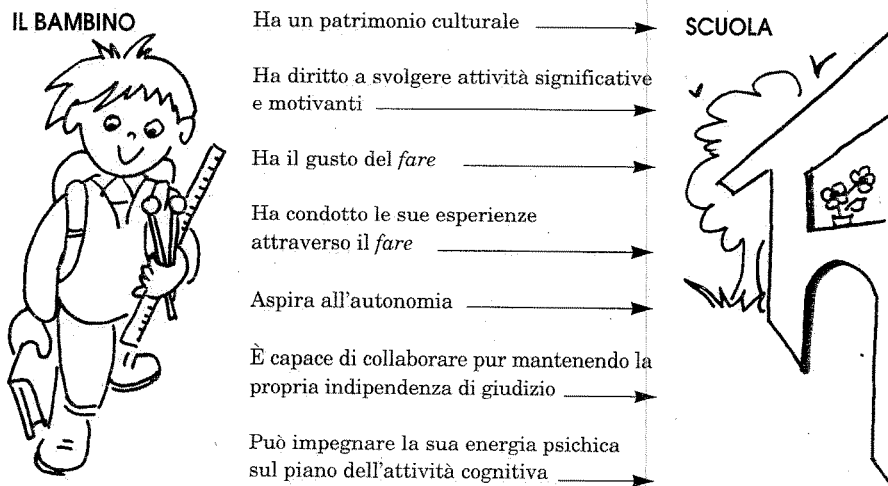 IL BAMBINO
Ha un patrimonio culturale
SCUOLA
Ha diritto a svolgere attività significative
e motivanti
Ha il gusto del fare
Ha condotto le sue esperienze
attraverso il fare
Aspira all'autonomia
È capace di collaborare pur mantenendo la
propria indipendenza di giudizio
Può impegnare la sua energia psichica
sul piano dell'attività cognitiva